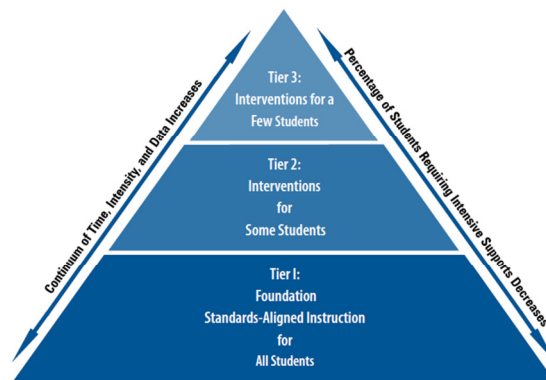 Continuum of Time, Intensity, and Data Increases
Percentage of Students Requiring Intensive Supports Decreases
Tier 3:
Interventions for a
Few Students
Tier 2:
Interventions
for
Some Students
Tier I:
Foundation
Standards-Aligned Instruction
for
All Students